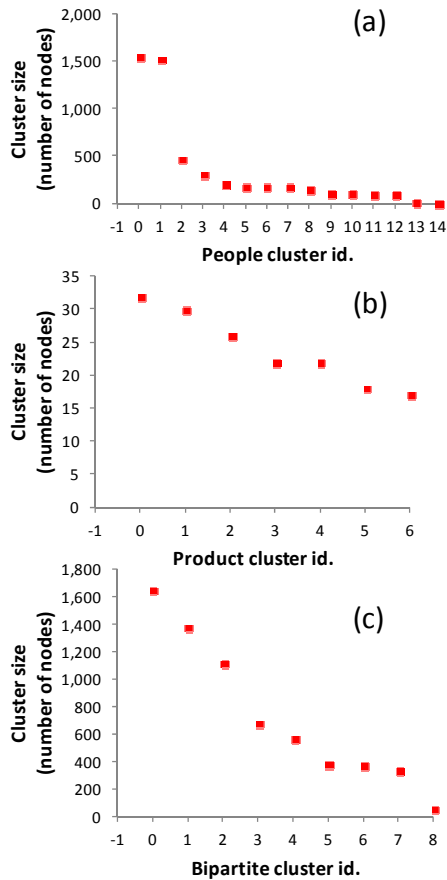 (a)
Cluster size
(number of nodes)
1,500
1,000
500
0
-1 0 1 2 3 4 5 6 7 8 9 10 11 12 13 14
People cluster id.
(b)
Cluster size
(number of nodes)
35
30
25
20
15
10
5
0
-1 0 1 2 3 4 5 6
Product cluster id.
(c)
Cluster size
(number of nodes)
1,800
1,600
1,400
1,200
1,000
800
600
400
200
0
-1 0 1 2 3 4 5 6 7 8
Bipartite cluster id.